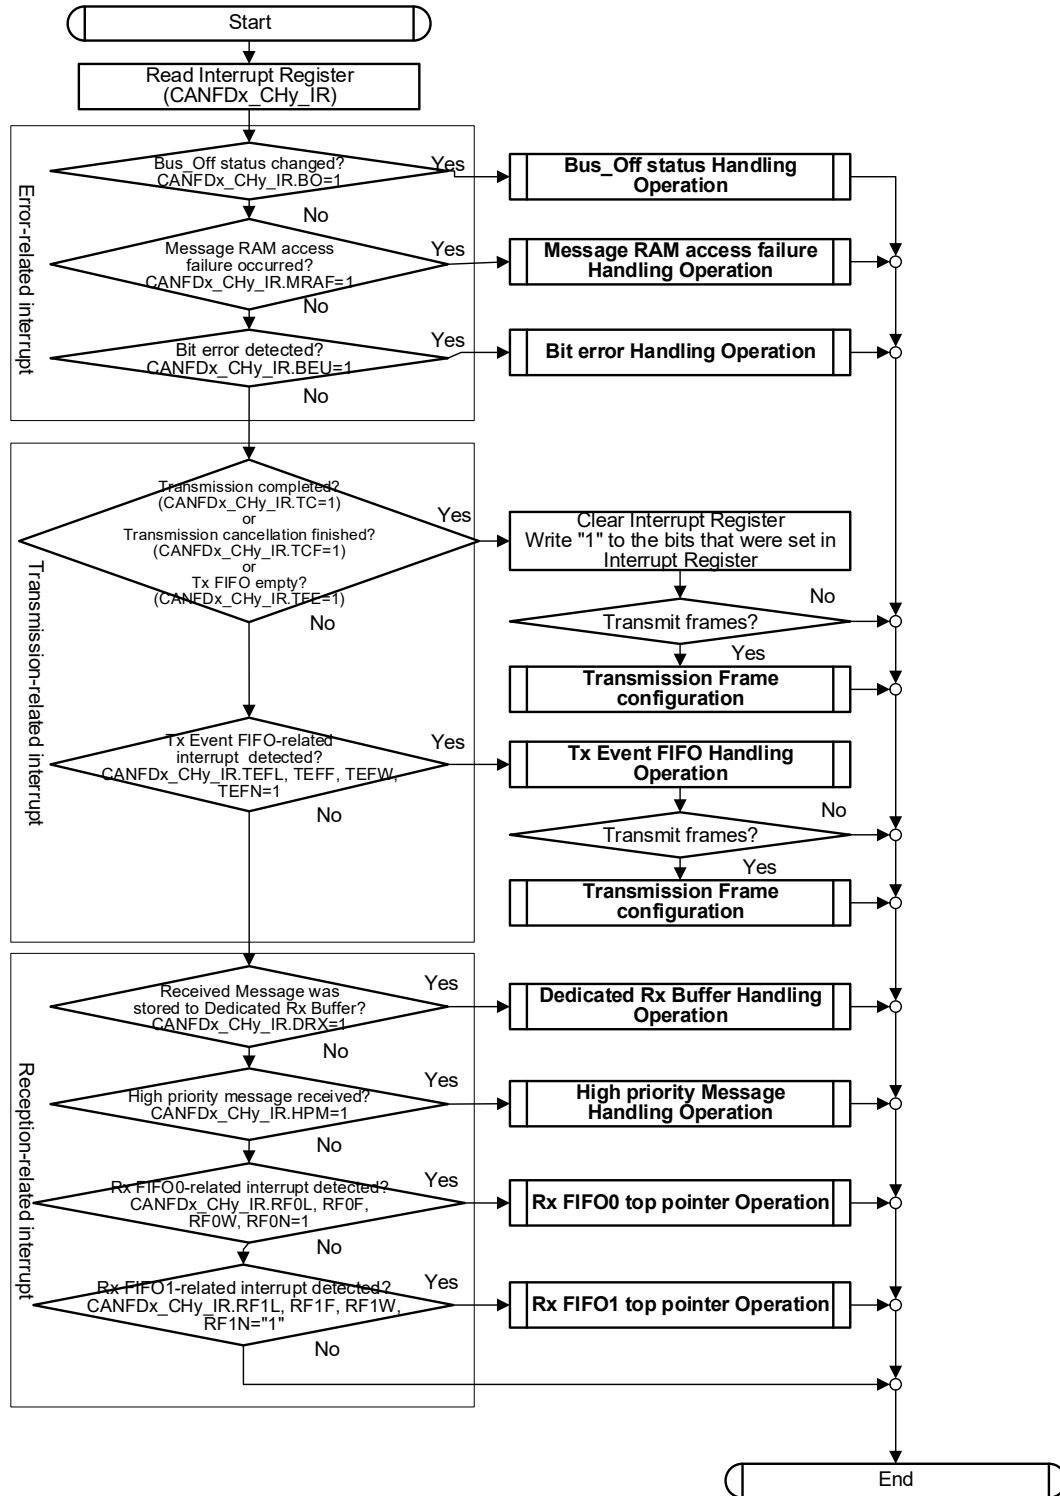 Start
Read Interrupt Register
(CANFDx_CHy_IR)
Error-related interrupt
Bus_Off status changed?
CANFDx_CHy_IR.BO=1
Yes
Bus_Off status Handling
Operation
No
Message RAM access
failure occurred?
CANFDx_CHy_IR.MRAF=1
Yes
Message RAM access failure
Handling Operation
No
Bit error detected?
CANFDx_CHy_IR.BEU=1
Yes
Bit error Handling Operation
No
Transmission-related interrupt
Transmission completed?
(CANFDx_CHy_IR.TC=1)
or
Transmission cancellation finished?
(CANFDx_CHy_IR.TCF=1)
or
Tx FIFO empty?
(CANFDx_CHy_IR.TFE=1)
Yes
Clear Interrupt Register
Write "1" to the bits that were set in
Interrupt Register
No
Transmit frames?
No
Yes
Transmission Frame
configuration
Tx Event FIFO-related
interrupt  detected?
CANFDx_CHy_IR.TEFL, TEFF, TEFW,
TEFN=1
Yes
Tx Event FIFO Handling
Operation
No
Transmit frames?
No
Yes
Transmission Frame
configuration
Reception-related interrupt
Received Message was
stored to Dedicated Rx Buffer?
CANFDx_CHy_IR.DRX=1
Yes
Dedicated Rx Buffer Handling
Operation
No
High priority message received?
CANFDx_CHy_IR.HPM=1
Yes
High priority Message
Handling Operation
No
Rx FIFO0-related interrupt detected?
CANFDx_CHy_IR.RF0L, RF0F,
RF0W, RF0N=1
Yes
Rx FIFO0 top pointer Operation
No
Rx FIFO1-related interrupt detected?
CANFDx_CHy_IR.RF1L, RF1F, RF1W,
RF1N="1"
Yes
Rx FIFO1 top pointer Operation
No
End